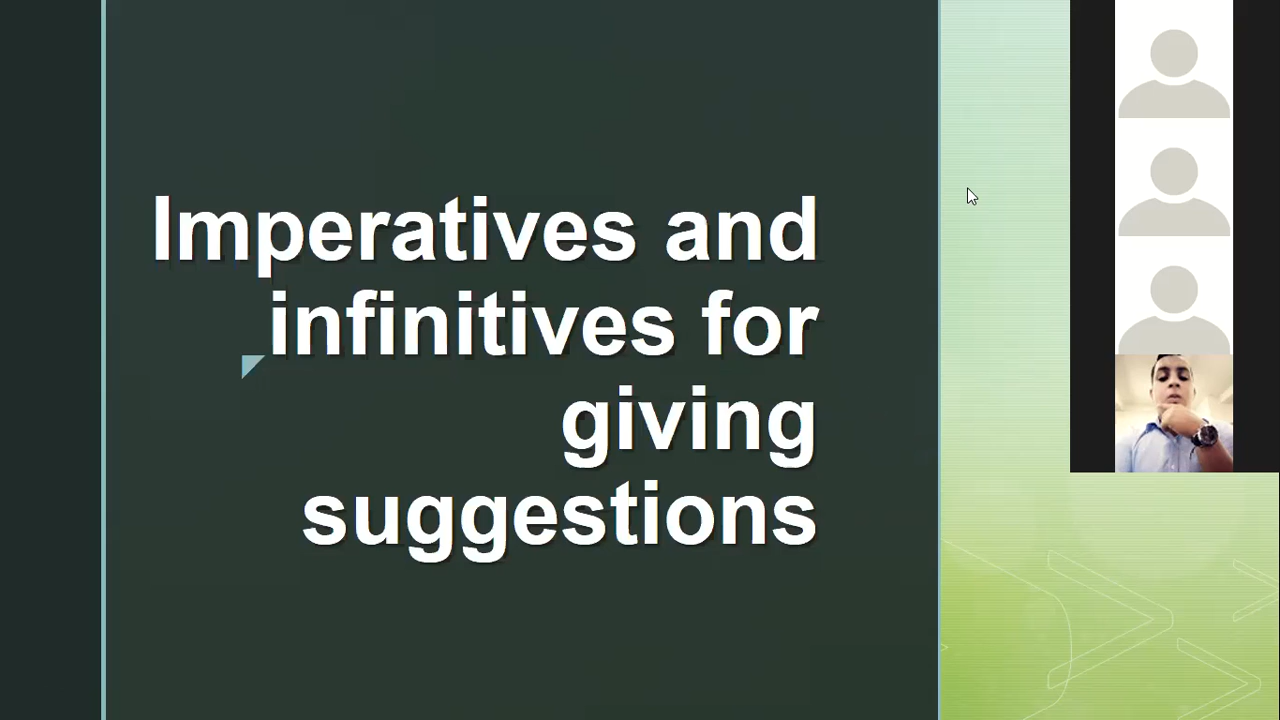 Imperatives and
infinitives for
giving
suggestions